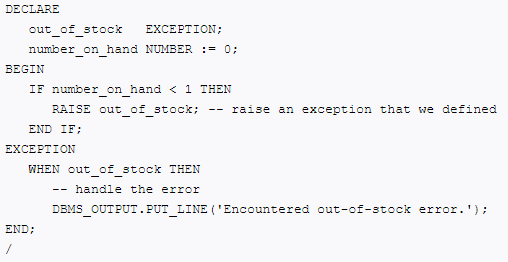 DECLARE
   out_of_stock   EXCEPTION;
   number_on_hand NUMBER := 0;
BEGIN
   IF number_on_hand < 1 THEN
      RAISE out_of_stock; -- raise an exception that we defined
   END IF;
EXCEPTION
   WHEN out_of_stock THEN
      -- handle the error
      DBMS_OUTPUT.PUT_LINE('Encountered out-of-stock error.');
END;
/